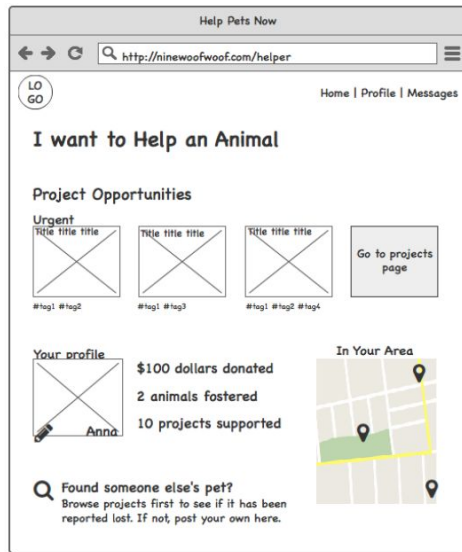 Help Pets Now
http://ninewoofwoof.com/helper
LO
GO
Home | Profile | Messages
I want to Help an Animal
Project Opportunities
Urgent
Title title title
Title title title
Title title title
Go to projects
page
#tag1 #tag2
#tag1 #tag3
#tag1 #tag2 #tag4
Your profile
Anna
$100 dollars donated
2 animals fostered
10 projects supported
In Your Area
Found someone else's pet?
Browse projects first to see if it has been
reported lost. If not, post your own here.